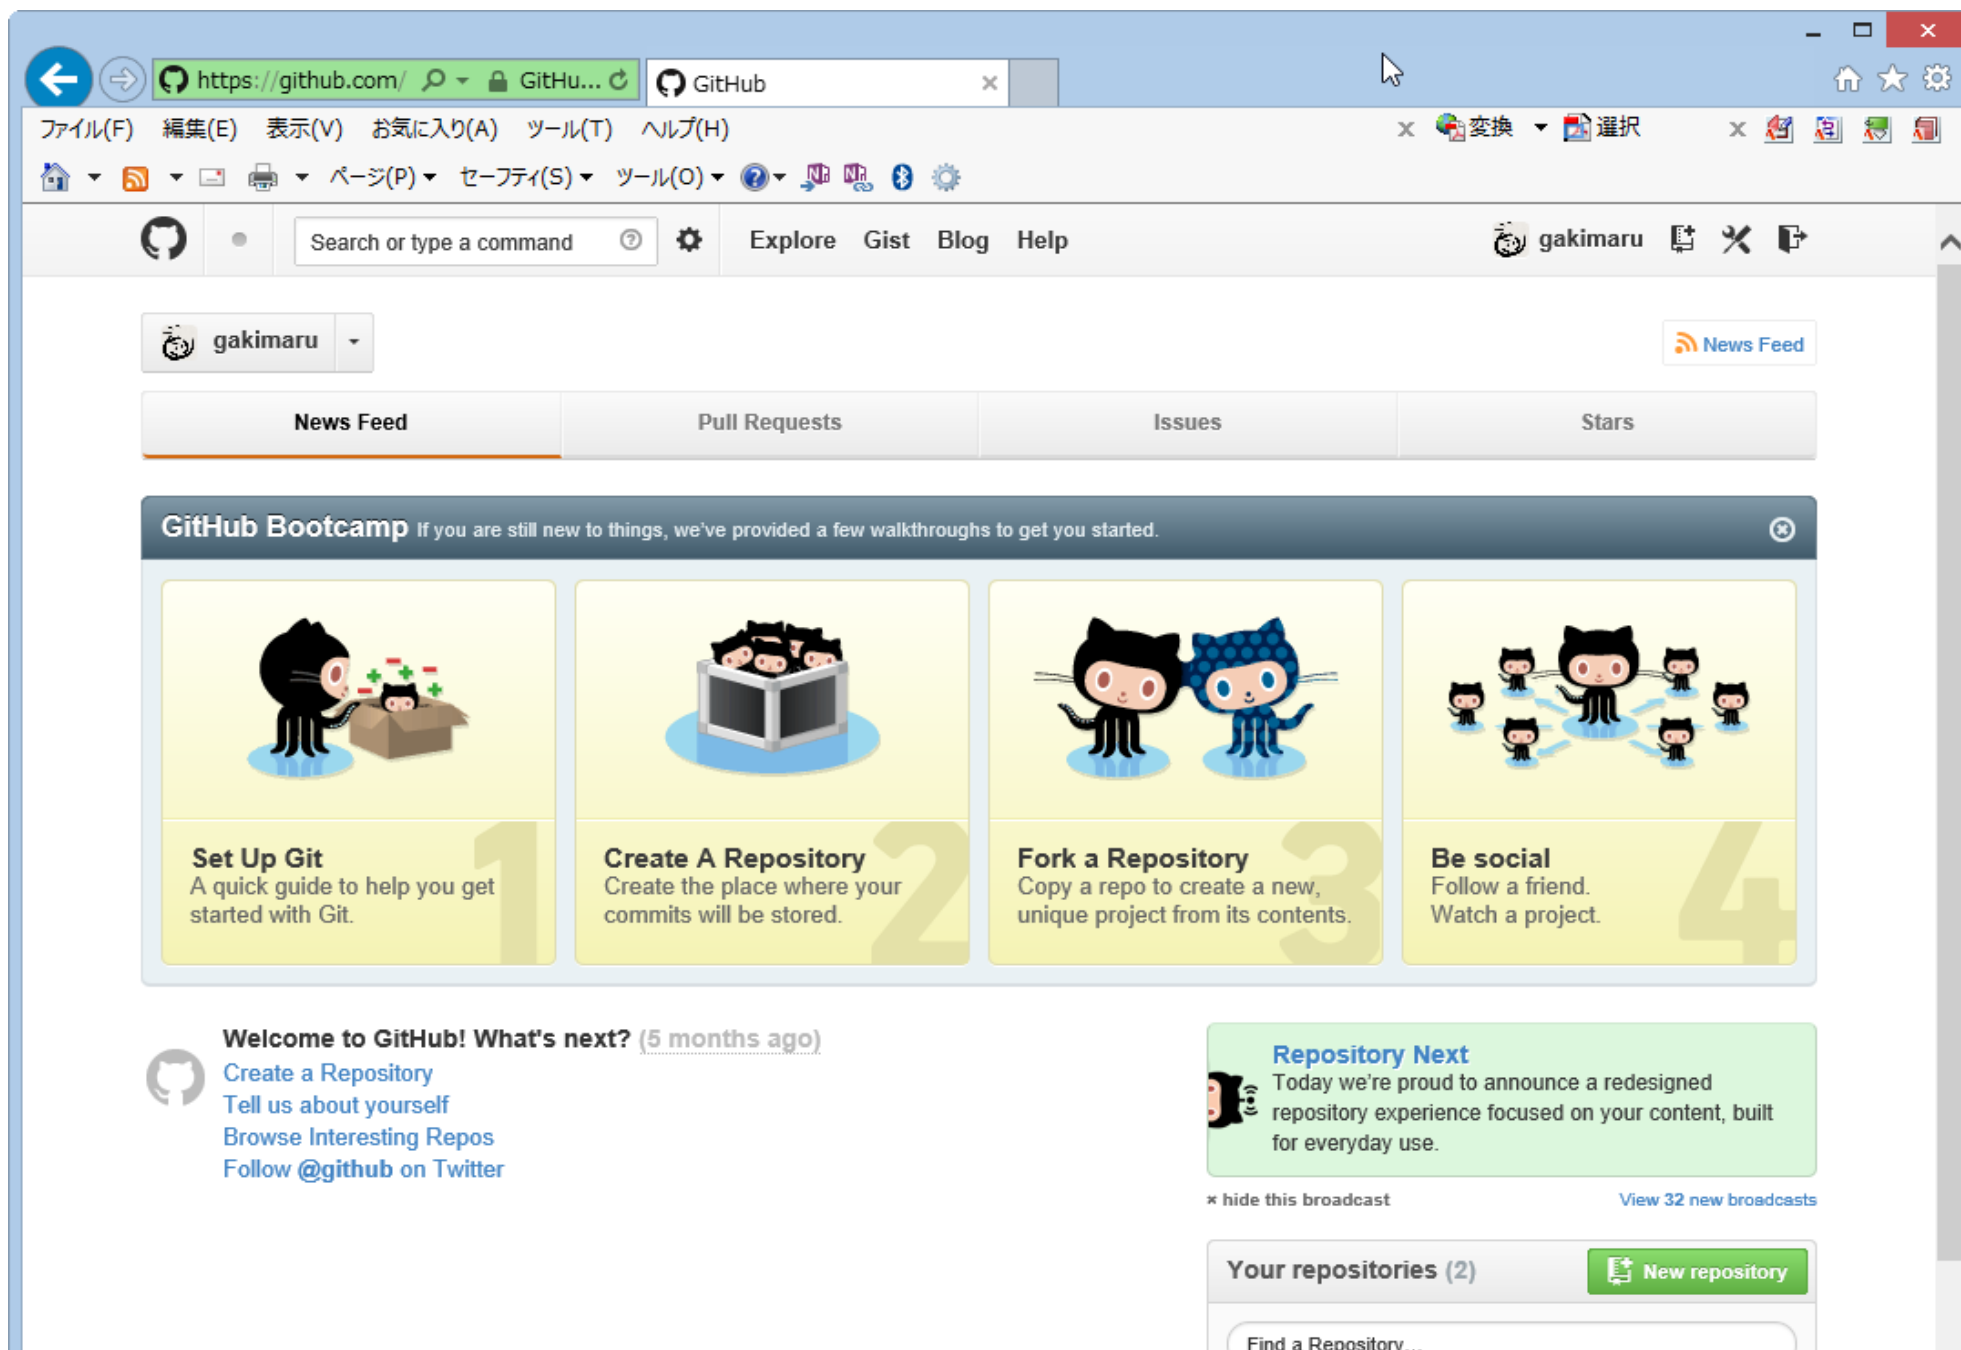 https://github.com/ GitHu... GitHub
ファイル(F) 編集(E) 表示(V) お気に入り(A) ツール(T) ヘルプ(H) 変換 選択
ページ(P) セーフティ(S) ツール(O)
Search or type a command Explore Gist Blog Help gakimaru
gakimaru
News Feed
News Feed Pull Requests Issues Stars
GitHub Bootcamp If you are still new to things, we've provided a few walkthroughs to get you started.
1
Set Up Git
A quick guide to help you get
started with Git.
2
Create A Repository
Create the place where your
commits will be stored.
3
Fork a Repository
Copy a repo to create a new,
unique project from its contents.
4
Be social
Follow a friend.
Watch a project.
Welcome to GitHub! What's next? (5 months ago)
Create a Repository
Tell us about yourself
Browse Interesting Repos
Follow @github on Twitter
Repository Next
Today we're proud to announce a redesigned
repository experience focused on your content, built
for everyday use.
hide this broadcast View 32 new broadcasts
Your repositories (2) New repository
Find a Repository...